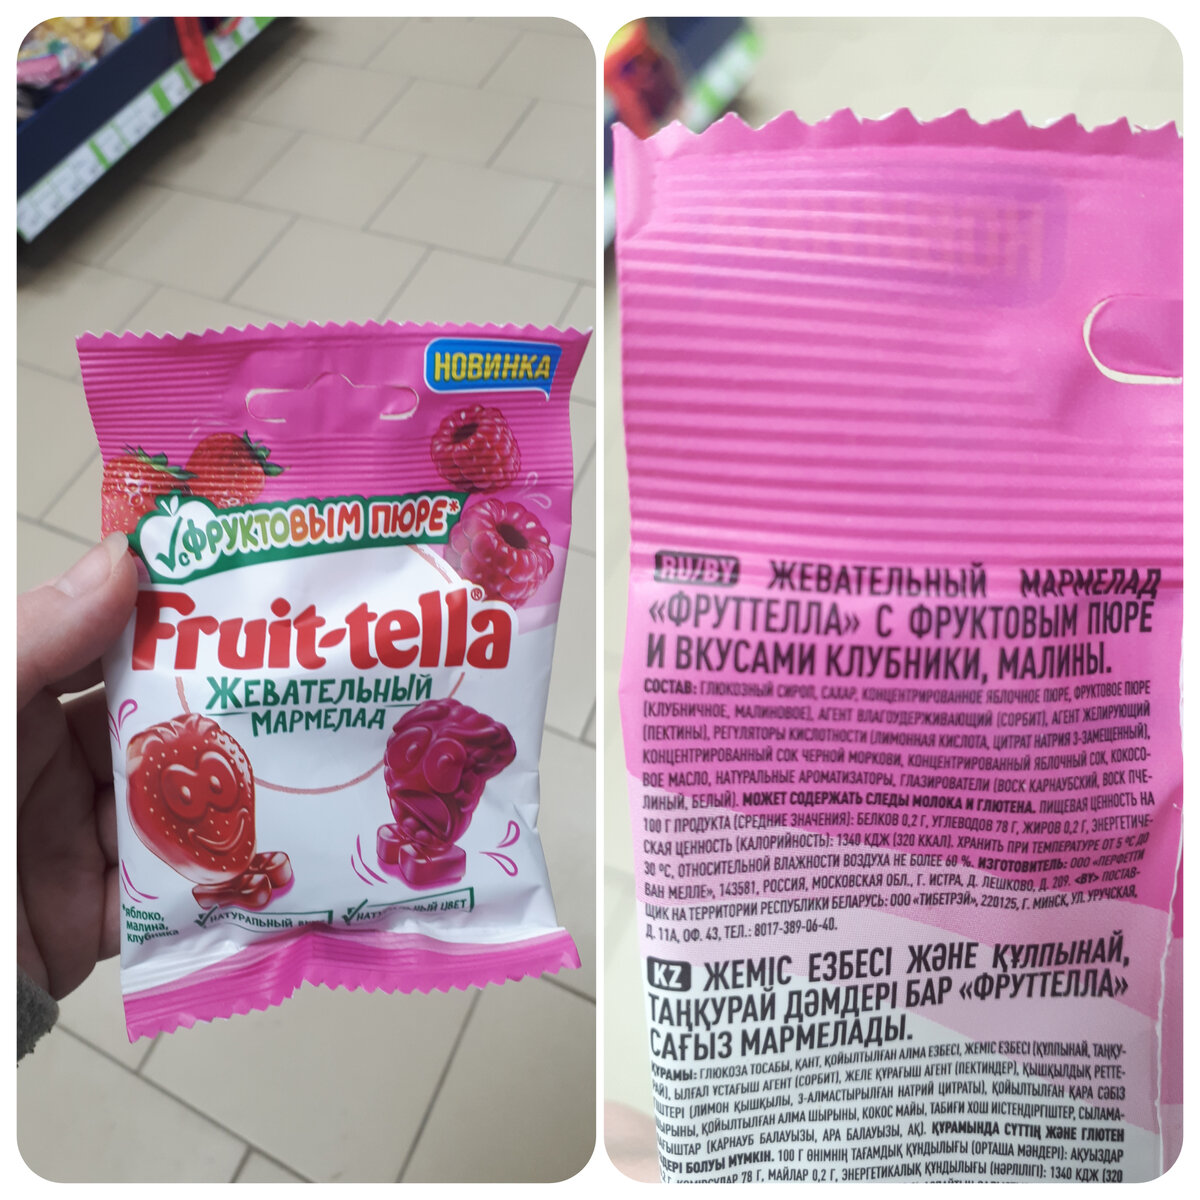 НОВИНКА
с ФРУКТОВЫМ ПЮРЕ*
Fruit-tella®
ЖЕВАТЕЛЬНЫЙ
МАРМЕЛАД
*яблоко,
малина,
клубника
НАТУРАЛЬНЫЙ
НАТУРАЛЬНЫЙ ЦВЕТ
RU/BY ЖЕВАТЕЛЬНЫЙ МАРМЕЛАД
«ФРУТТЕЛЛА» С ФРУКТОВЫМ ПЮРЕ
И ВКУСАМИ КЛУБНИКИ, МАЛИНЫ.
СОСТАВ: ГЛЮКОЗНЫЙ СИРОП, САХАР, КОНЦЕНТРИРОВАННОЕ ЯБЛОЧНОЕ ПЮРЕ, ФРУКТОВОЕ ПЮРЕ
(КЛУБНИЧНОЕ, МАЛИНОВОЕ), АГЕНТ ВЛАГОУДЕРЖИВАЮЩИЙ (СОРБИТ), АГЕНТ ЖЕЛИРУЮЩИЙ
(ПЕКТИНЫ), РЕГУЛЯТОРЫ КИСЛОТНОСТИ (ЛИМОННАЯ КИСЛОТА, ЦИТРАТ НАТРИЯ 3-ЗАМЕЩЕННЫЙ),
КОНЦЕНТРИРОВАННЫЙ СОК ЧЕРНОЙ МОРКОВИ, КОНЦЕНТРИРОВАННЫЙ ЯБЛОЧНЫЙ СОК, КОКОСО-
ВОЕ МАСЛО, НАТУРАЛЬНЫЕ АРОМАТИЗАТОРЫ, ГЛАЗИРОВАТЕЛИ (ВОСК КАРНАУБСКИЙ, ВОСК ПЧЕ-
ЛИНЫЙ, БЕЛЫЙ). МОЖЕТ СОДЕРЖАТЬ СЛЕДЫ МОЛОКА И ГЛЮТЕНА. ПИЩЕВАЯ ЦЕННОСТЬ НА
100 Г ПРОДУКТА (СРЕДНИЕ ЗНАЧЕНИЯ): БЕЛКОВ 0,2 Г, УГЛЕВОДОВ 78 Г, ЖИРОВ 0,2 Г, ЭНЕРГЕТИЧЕ-
СКАЯ ЦЕННОСТЬ (КАЛОРИЙНОСТЬ): 1340 КДЖ (320 ККАЛ). ХРАНИТЬ ПРИ ТЕМПЕРАТУРЕ ОТ 5 °С ДО
30 °С, ОТНОСИТЕЛЬНОЙ ВЛАЖНОСТИ ВОЗДУХА НЕ БОЛЕЕ 60 %. ИЗГОТОВИТЕЛЬ: ООО «ПЕРФЕТТИ
ВАН МЕЛЛЕ», 143581, РОССИЯ, МОСКОВСКАЯ ОБЛ., Г. ИСТРА, Д. ЛЕШКОВО, Д. 209. <BY> ПОСТАВ-
ЩИК НА ТЕРРИТОРИИ РЕСПУБЛИКИ БЕЛАРУСЬ: ООО «ТИБЕТРЭЙ», 220125, Г. МИНСК, УЛ. УРУЧСКАЯ,
Д. 11А, ОФ. 43, ТЕЛ.: 8017-389-06-40.
KZ ЖЕМІС ЕЗБЕСІ ЖӘНЕ ҚҰЛПЫНАЙ,
ТАҢҚУРАЙ ДӘМДЕРІ БАР «ФРУТТЕЛЛА»
САҒЫЗ МАРМЕЛАДЫ.
ҚҰРАМЫ: ГЛЮКОЗА ТОСАБЫ, ҚАНТ, ҚОЙЫЛТЫЛҒАН АЛМА ЕЗБЕСІ, ЖЕМІС ЕЗБЕСІ (ҚҰЛПЫНАЙ, ТАҢҚУ-
РАЙ), ЫЛҒАЛ ҰСТАҒЫШ АГЕНТ (СОРБИТ), ЖЕЛЕ ҚҰРАҒЫШ АГЕНТ (ПЕКТИНДЕР), ҚЫШҚЫЛДЫҚ РЕТТЕ-
ШТЕРІ (ЛИМОН ҚЫШҚЫЛЫ, 3-АЛМАСТЫРЫЛҒАН НАТРИЙ ЦИТРАТЫ), ҚОЙЫЛТЫЛҒАН ҚАРА СӘБІЗ
ШЫРЫНЫ, ҚОЙЫЛТЫЛҒАН АЛМА ШЫРЫНЫ, КОКОС МАЙЫ, ТАБИҒИ ХОШ ИІСТЕНДІРГІШТЕР, СЫЛАМА-
ҒЫШТАР (КАРНАУБ БАЛАУЫЗЫ, АРА БАЛАУЫЗЫ, АҚ). ҚҰРАМЫНДА СҮТТІҢ ЖӘНЕ ГЛЮТЕН
ДЕРІ БОЛУЫ МҮМКІН. 100 Г ӨНІМНІҢ ТАҒАМДЫҚ ҚҰНДЫЛЫҒЫ (ОРТАША МӘНДЕРІ): АҚУЫЗДАР
КӨМІРСУЛАР 78 Г, МАЙЛАР 0,2 Г, ЭНЕРГЕТИКАЛЫҚ ҚҰНДЫЛЫҒЫ (НӘРЛІЛІГІ): 1340 КДЖ (320